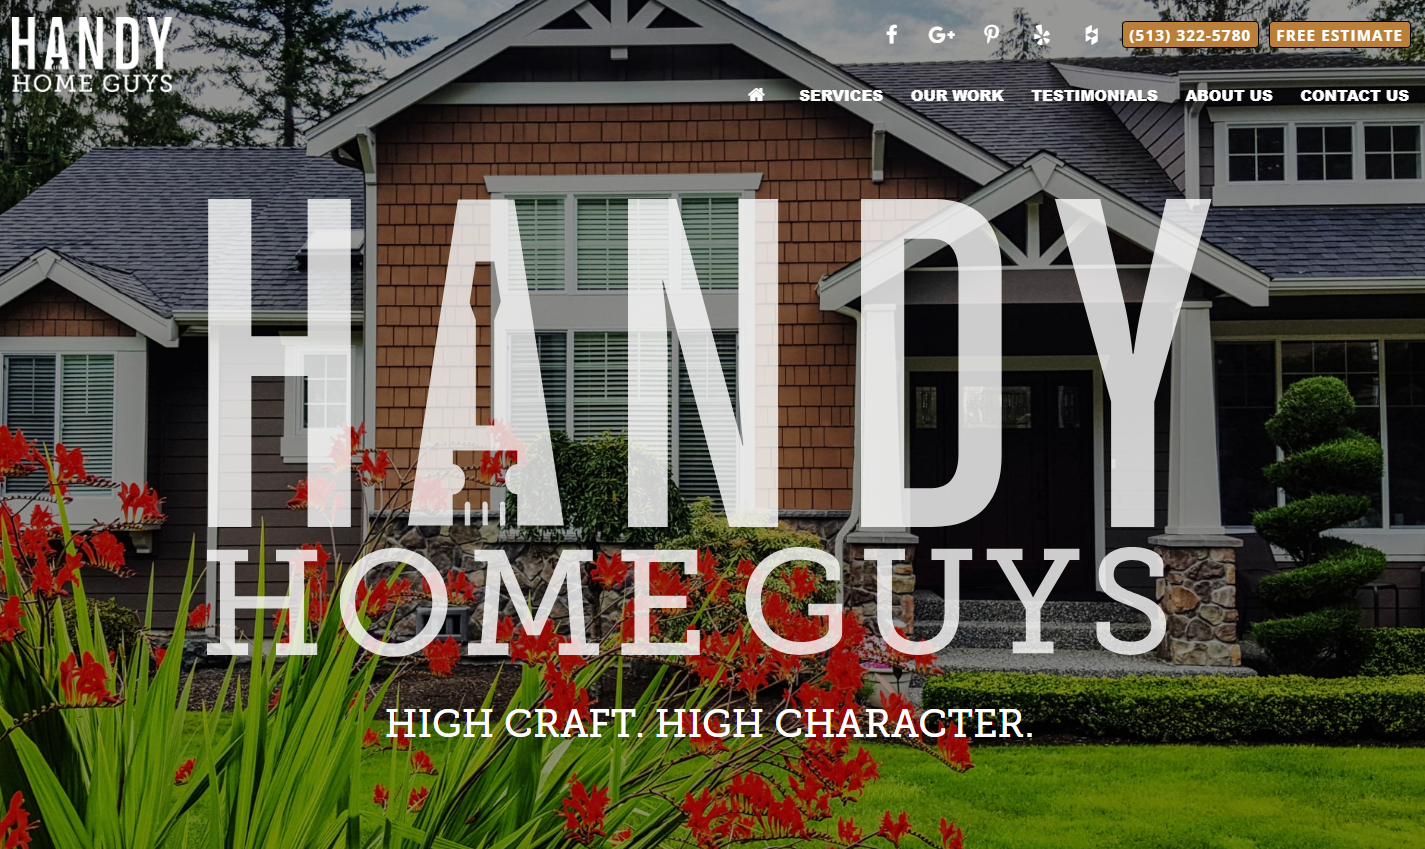 HANDY
HOME GUYS
(513) 322-5780
FREE ESTIMATE
SERVICES
OUR WORK
TESTIMONIALS
ABOUT US
CONTACT US
HANDY
HOME GUYS
HIGH CRAFT. HIGH CHARACTER.